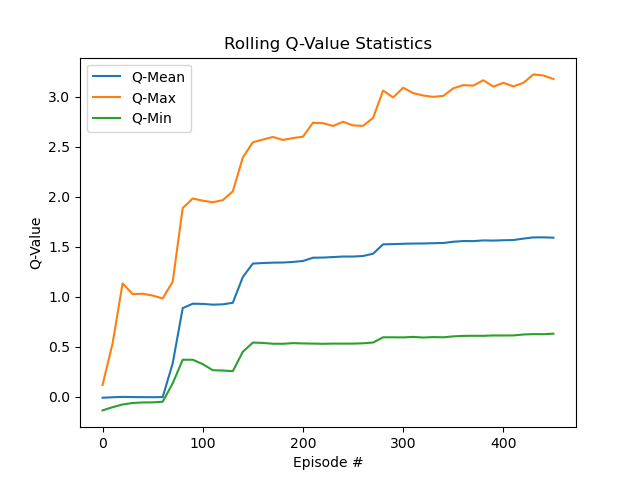 Rolling Q-Value Statistics
Q-Mean
Q-Max
Q-Min
Q-Value
3.0
2.5
2.0
1.5
1.0
0.5
0.0
0 100 200 300 400
Episode #